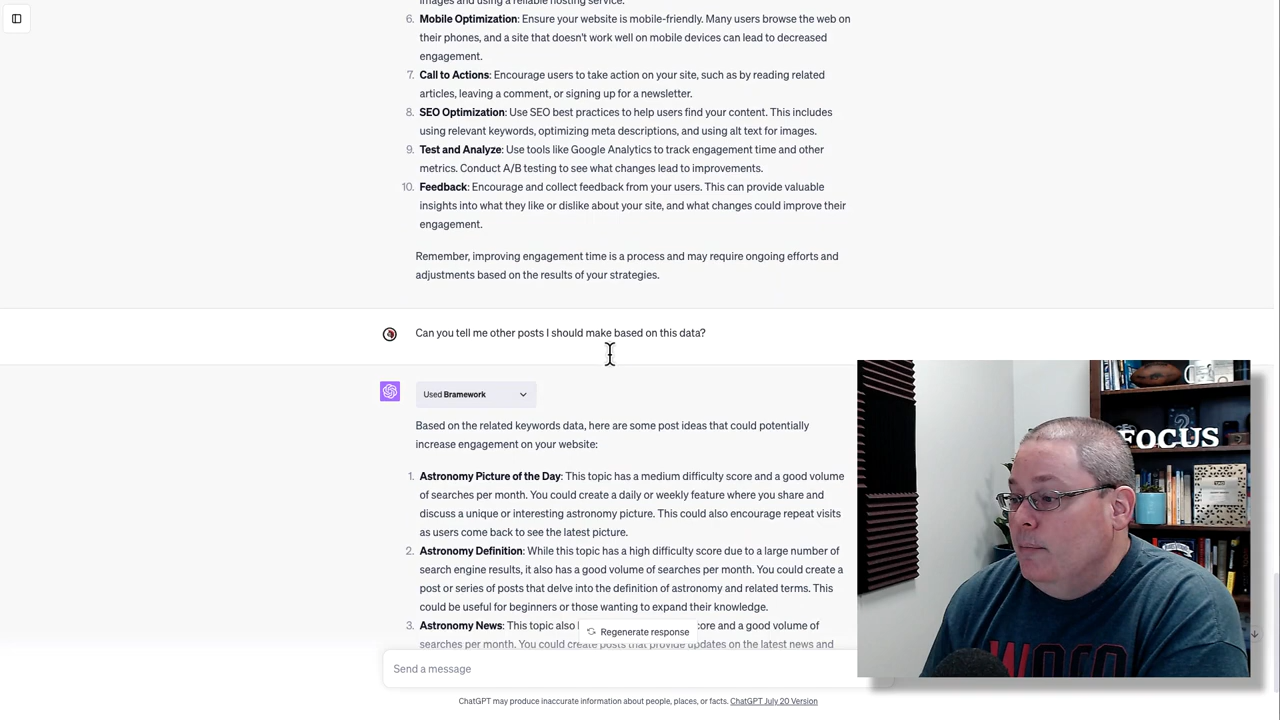 images and using a reliable hosting service.
6. Mobile Optimization: Ensure your website is mobile-friendly. Many users browse the web on
their phones, and a site that doesn't work well on mobile devices can lead to decreased
engagement.
7. Call to Actions: Encourage users to take action on your site, such as by reading related
articles, leaving a comment, or signing up for a newsletter.
8. SEO Optimization: Use SEO best practices to help users find your content. This includes
using relevant keywords, optimizing meta descriptions, and using alt text for images.
9. Test and Analyze: Use tools like Google Analytics to track engagement time and other
metrics. Conduct A/B testing to see what changes lead to improvements.
10. Feedback: Encourage and collect feedback from your users. This can provide valuable
insights into what they like or dislike about your site, and what changes could improve their
engagement.
Remember, improving engagement time is a process and may require ongoing efforts and
adjustments based on the results of your strategies.
Can you tell me other posts I should make based on this data?
Used Bramework
Based on the related keywords data, here are some post ideas that could potentially
increase engagement on your website:
1. Astronomy Picture of the Day: This topic has a medium difficulty score and a good volume
of searches per month. You could create a daily or weekly feature where you share and
discuss a unique or interesting astronomy picture. This could also encourage repeat visits
as users come back to see the latest picture.
2. Astronomy Definition: While this topic has a high difficulty score due to a large number of
search engine results, it also has a good volume of searches per month. You could create a
post or series of posts that delve into the definition of astronomy and related terms. This
could be useful for beginners or those wanting to expand their knowledge.
3. Astronomy News: This topic also score and a good volume of
searches per month. You could create posts that provide updates on the latest news and
Regenerate response
Send a message
ChatGPT may produce inaccurate information about people, places, or facts. ChatGPT July 20 Version
FOCUS